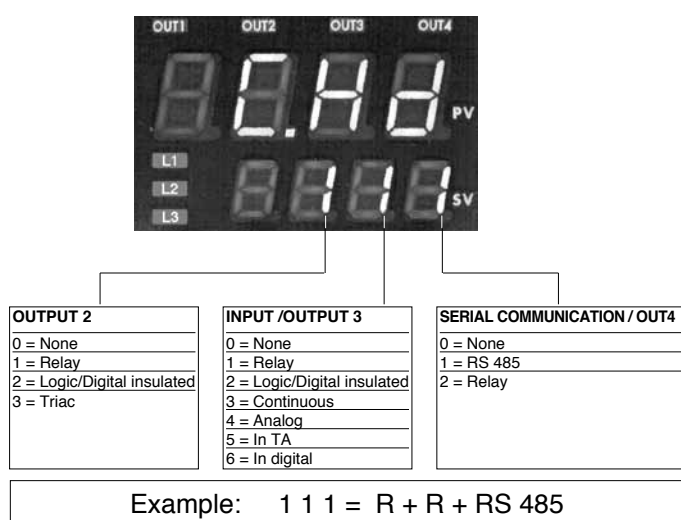 OUT1 OUT2 OUT3 OUT4
C.Hd PV
L1
L2
L3
1 1 1 SV
OUTPUT 2
0 = None
1 = Relay
2 = Logic/Digital insulated
3 = Triac
INPUT /OUTPUT 3
0 = None
1 = Relay
2 = Logic/Digital insulated
3 = Continuous
4 = Analog
5 = In TA
6 = In digital
SERIAL COMMUNICATION / OUT4
0 = None
1 = RS 485
2 = Relay
Example: 1 1 1 = R + R + RS 485